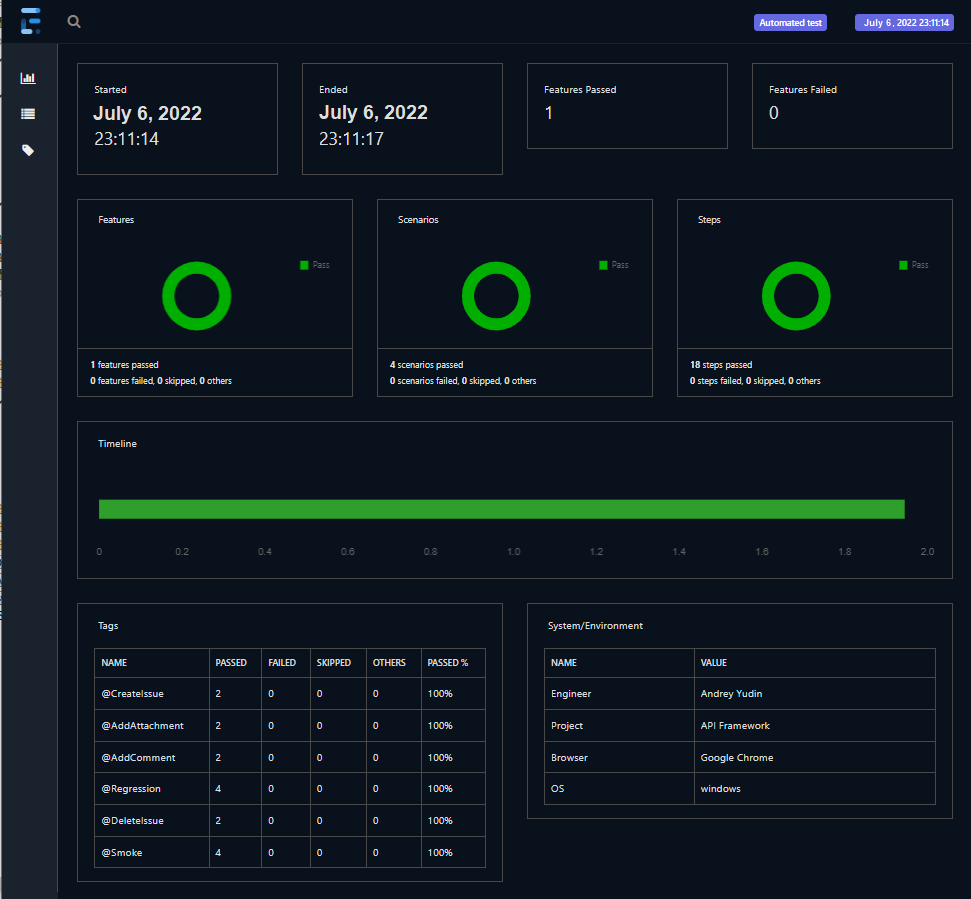 Automated test
July 6, 2022 23:11:14
Started
July 6, 2022
23:11:14
Ended
July 6, 2022
23:11:17
Features Passed
1
Features Failed
0
Features
Pass
1 features passed
0 features failed, 0 skipped, 0 others
Scenarios
Pass
4 scenarios passed
0 scenarios failed, 0 skipped, 0 others
Steps
Pass
18 steps passed
0 steps failed, 0 skipped, 0 others
Timeline
0 0.2 0.4 0.6 0.8 1.0 1.2 1.4 1.6 1.8 2.0
Tags
NAME PASSED FAILED SKIPPED OTHERS PASSED %
@CreateIssue 2 0 0 0 100%
@AddAttachment 2 0 0 0 100%
@AddComment 2 0 0 0 100%
@Regression 4 0 0 0 100%
@DeleteIssue 2 0 0 0 100%
@Smoke 4 0 0 0 100%
System/Environment
NAME VALUE
Engineer Andrey Yudin
Project API Framework
Browser Google Chrome
OS windows